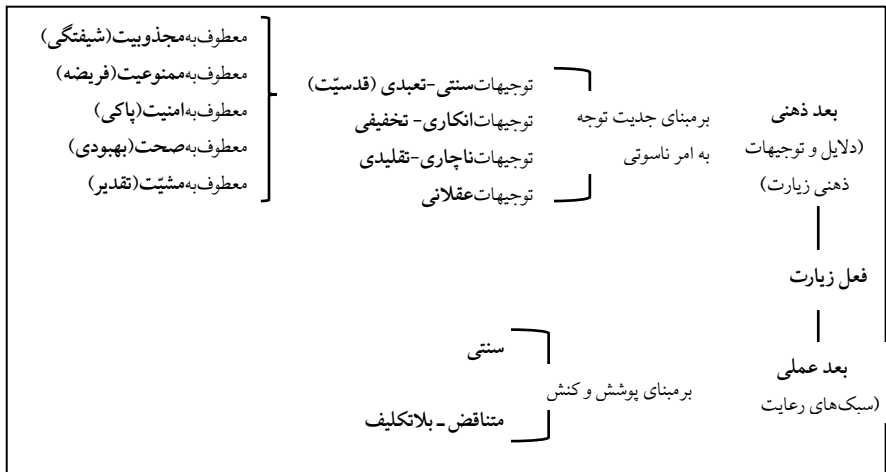 بعد ذهنی
(دلایل و توجیهات
ذهنی زیارت)
برمبنای جدیت توجه
به امر ناسوتی
توجیهات سنتی-تعبدی (قدسیّت)
توجیهات انکاری- تخفیفی
توجیهات ناچاری-تقلیدی
توجیهات عقلانی
معطوف‌به مجذوبیت(شیفتگی)
معطوف‌به ممنوعیت(فریضه)
معطوف‌به امنیت(پاکی)
معطوف‌به صحت(بهبودی)
معطوف‌به مشیّت(تقدیر)
فعل زیارت
بعد عملی
(سبک‌های رعایت
برمبنای پوشش و کنش
سنتی
متناقض ــ بلاتکلیف